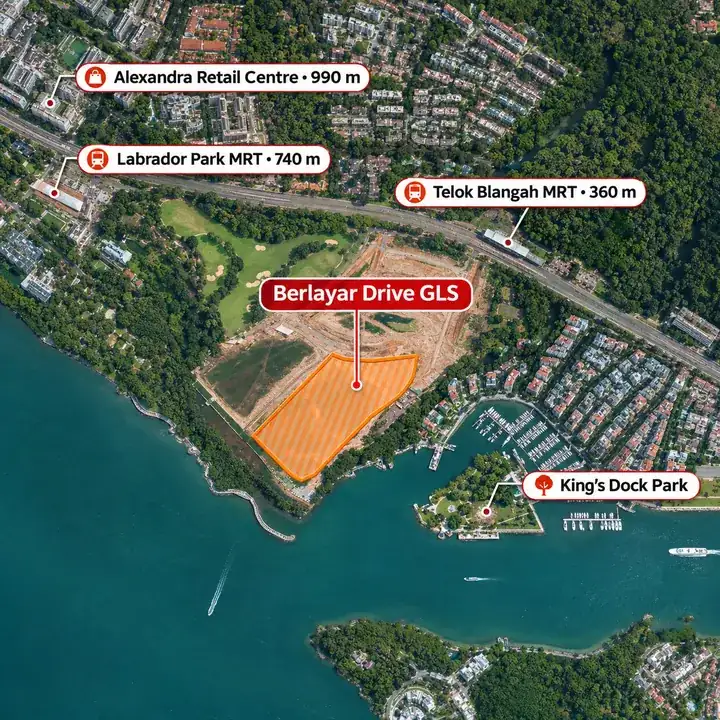 Alexandra Retail Centre • 990 m
Labrador Park MRT • 740 m
Telok Blangah MRT • 360 m
Berlayar Drive GLS
King's Dock Park